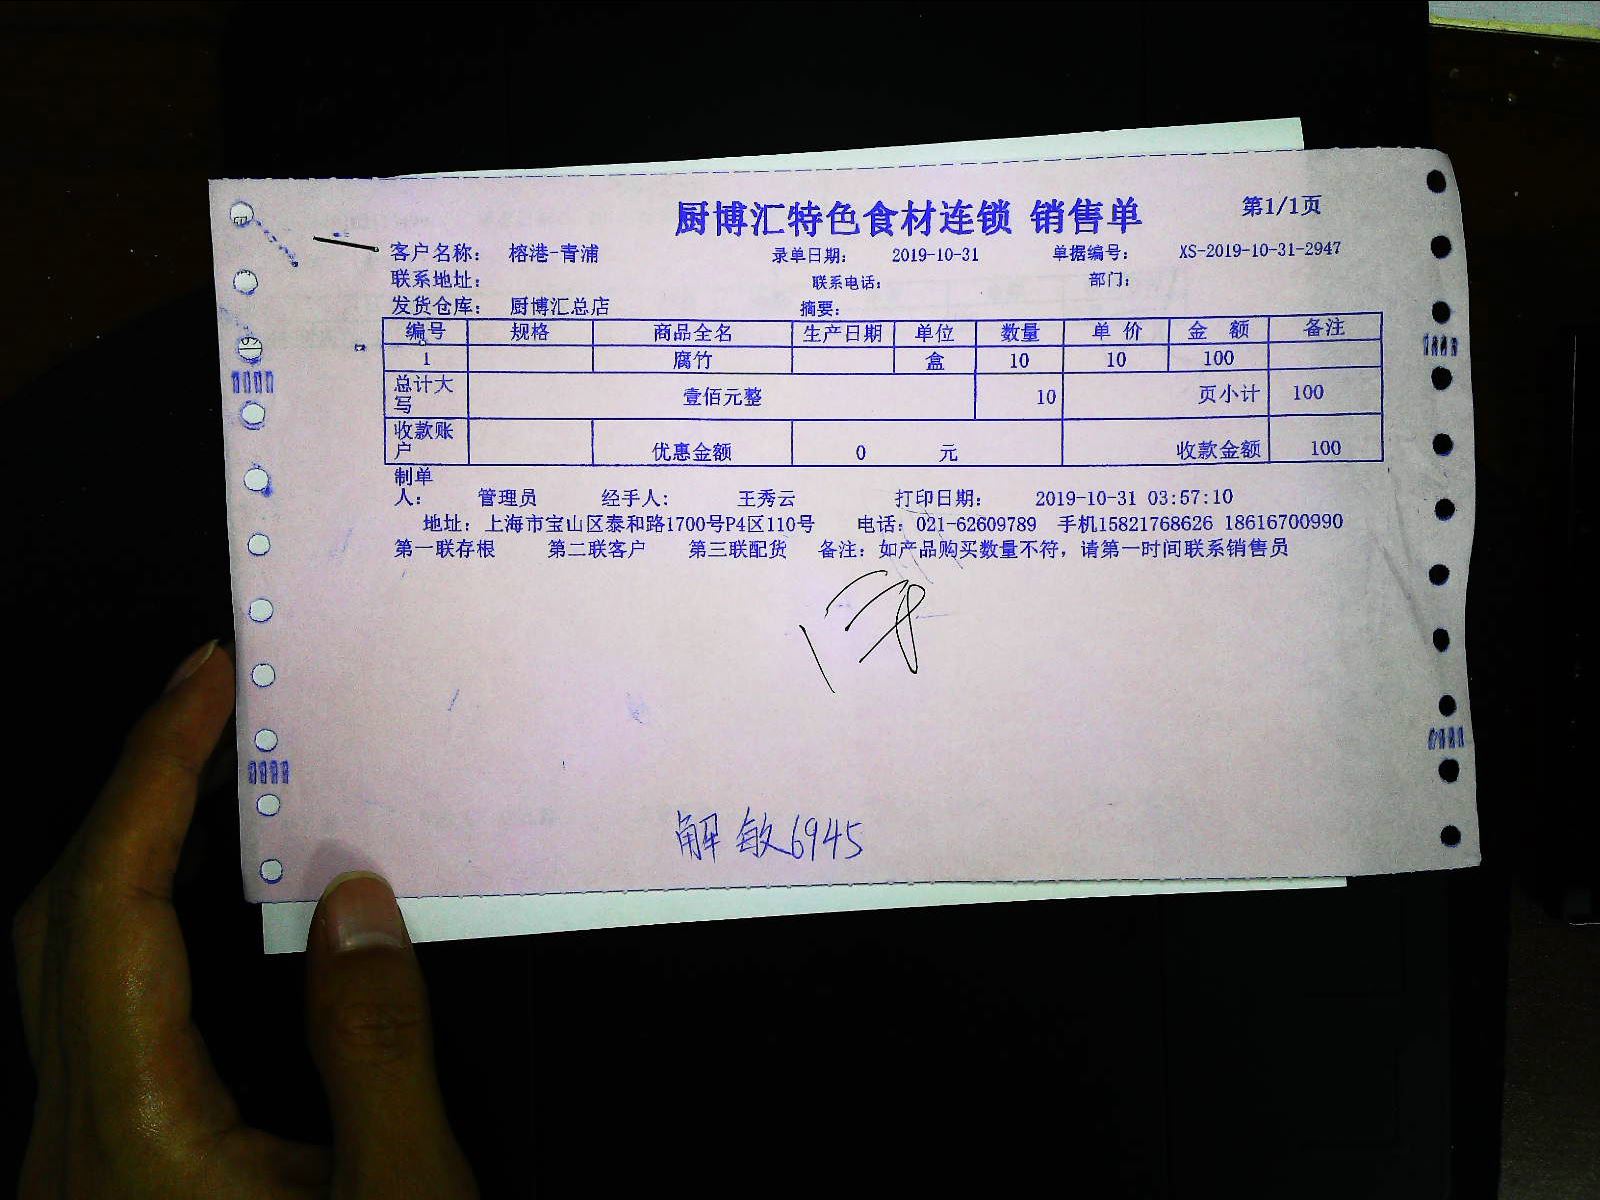 厨博汇特色食材连锁 销售单 第1/1页
客户名称： 榕港-青浦 录单日期： 2019-10-31 单据编号： XS-2019-10-31-2947
联系地址： 联系电话： 部门：
发货仓库： 厨博汇总店 摘要：
编号 规格 商品全名 生产日期 单位 数量 单 价 金 额 备注
1 腐竹 盒 10 10 100
总计大写 壹佰元整 10 页小计 100
收款账户 优惠金额 0 元 收款金额 100
制单人： 管理员 经手人： 王秀云 打印日期： 2019-10-31 03:57:10
地址：上海市宝山区泰和路1700号P4区110号 电话：021-62609789 手机15821768626 18616700990
第一联存根 第二联客户 第三联配货 备注：如产品购买数量不符，请第一时间联系销售员
解敏6945